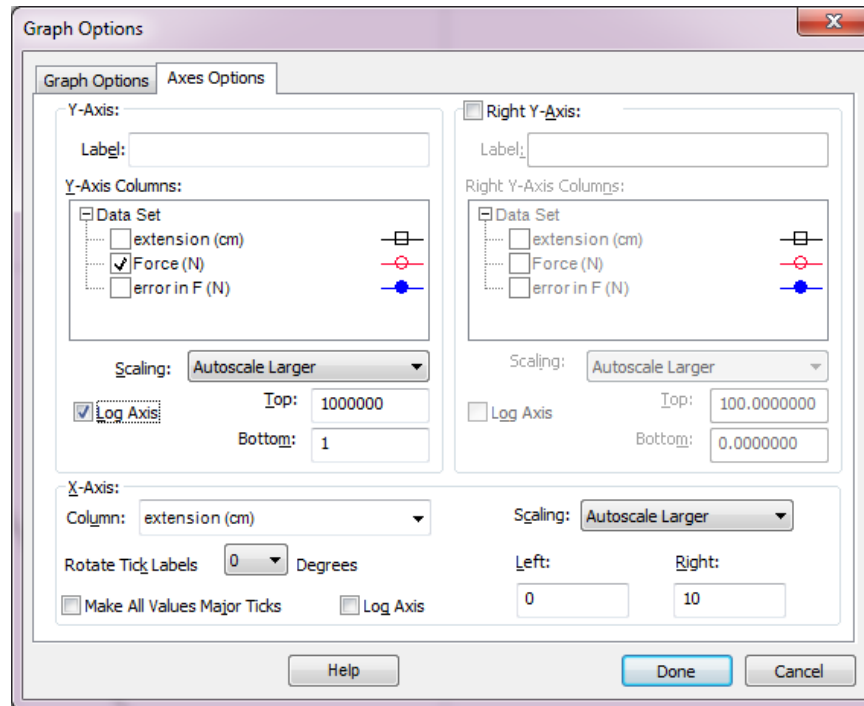 Graph Options
Graph Options Axes Options
Y-Axis:
Label:
Y-Axis Columns:
Data Set
extension (cm)
Force (N)
error in F (N)
Scaling: Autoscale Larger
Log Axis
Top: 1000000
Bottom: 1
Right Y-Axis:
Label:
Right Y-Axis Columns:
Data Set
extension (cm)
Force (N)
error in F (N)
Scaling: Autoscale Larger
Log Axis
Top: 100.0000000
Bottom: 0.0000000
X-Axis:
Column: extension (cm)
Scaling: Autoscale Larger
Rotate Tick Labels 0 Degrees
Left: Right:
0 10
Make All Values Major Ticks Log Axis
Help Done Cancel